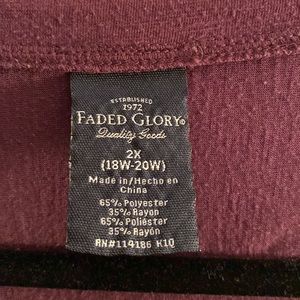 ESTABLISHED
1972
FADED GLORY®
Quality Goods
2X
(18W-20W)
Made in/Hecho en
China
65% Polyester
35% Rayon
65% Poliéster
35% Rayón
RN#114186 K1Q